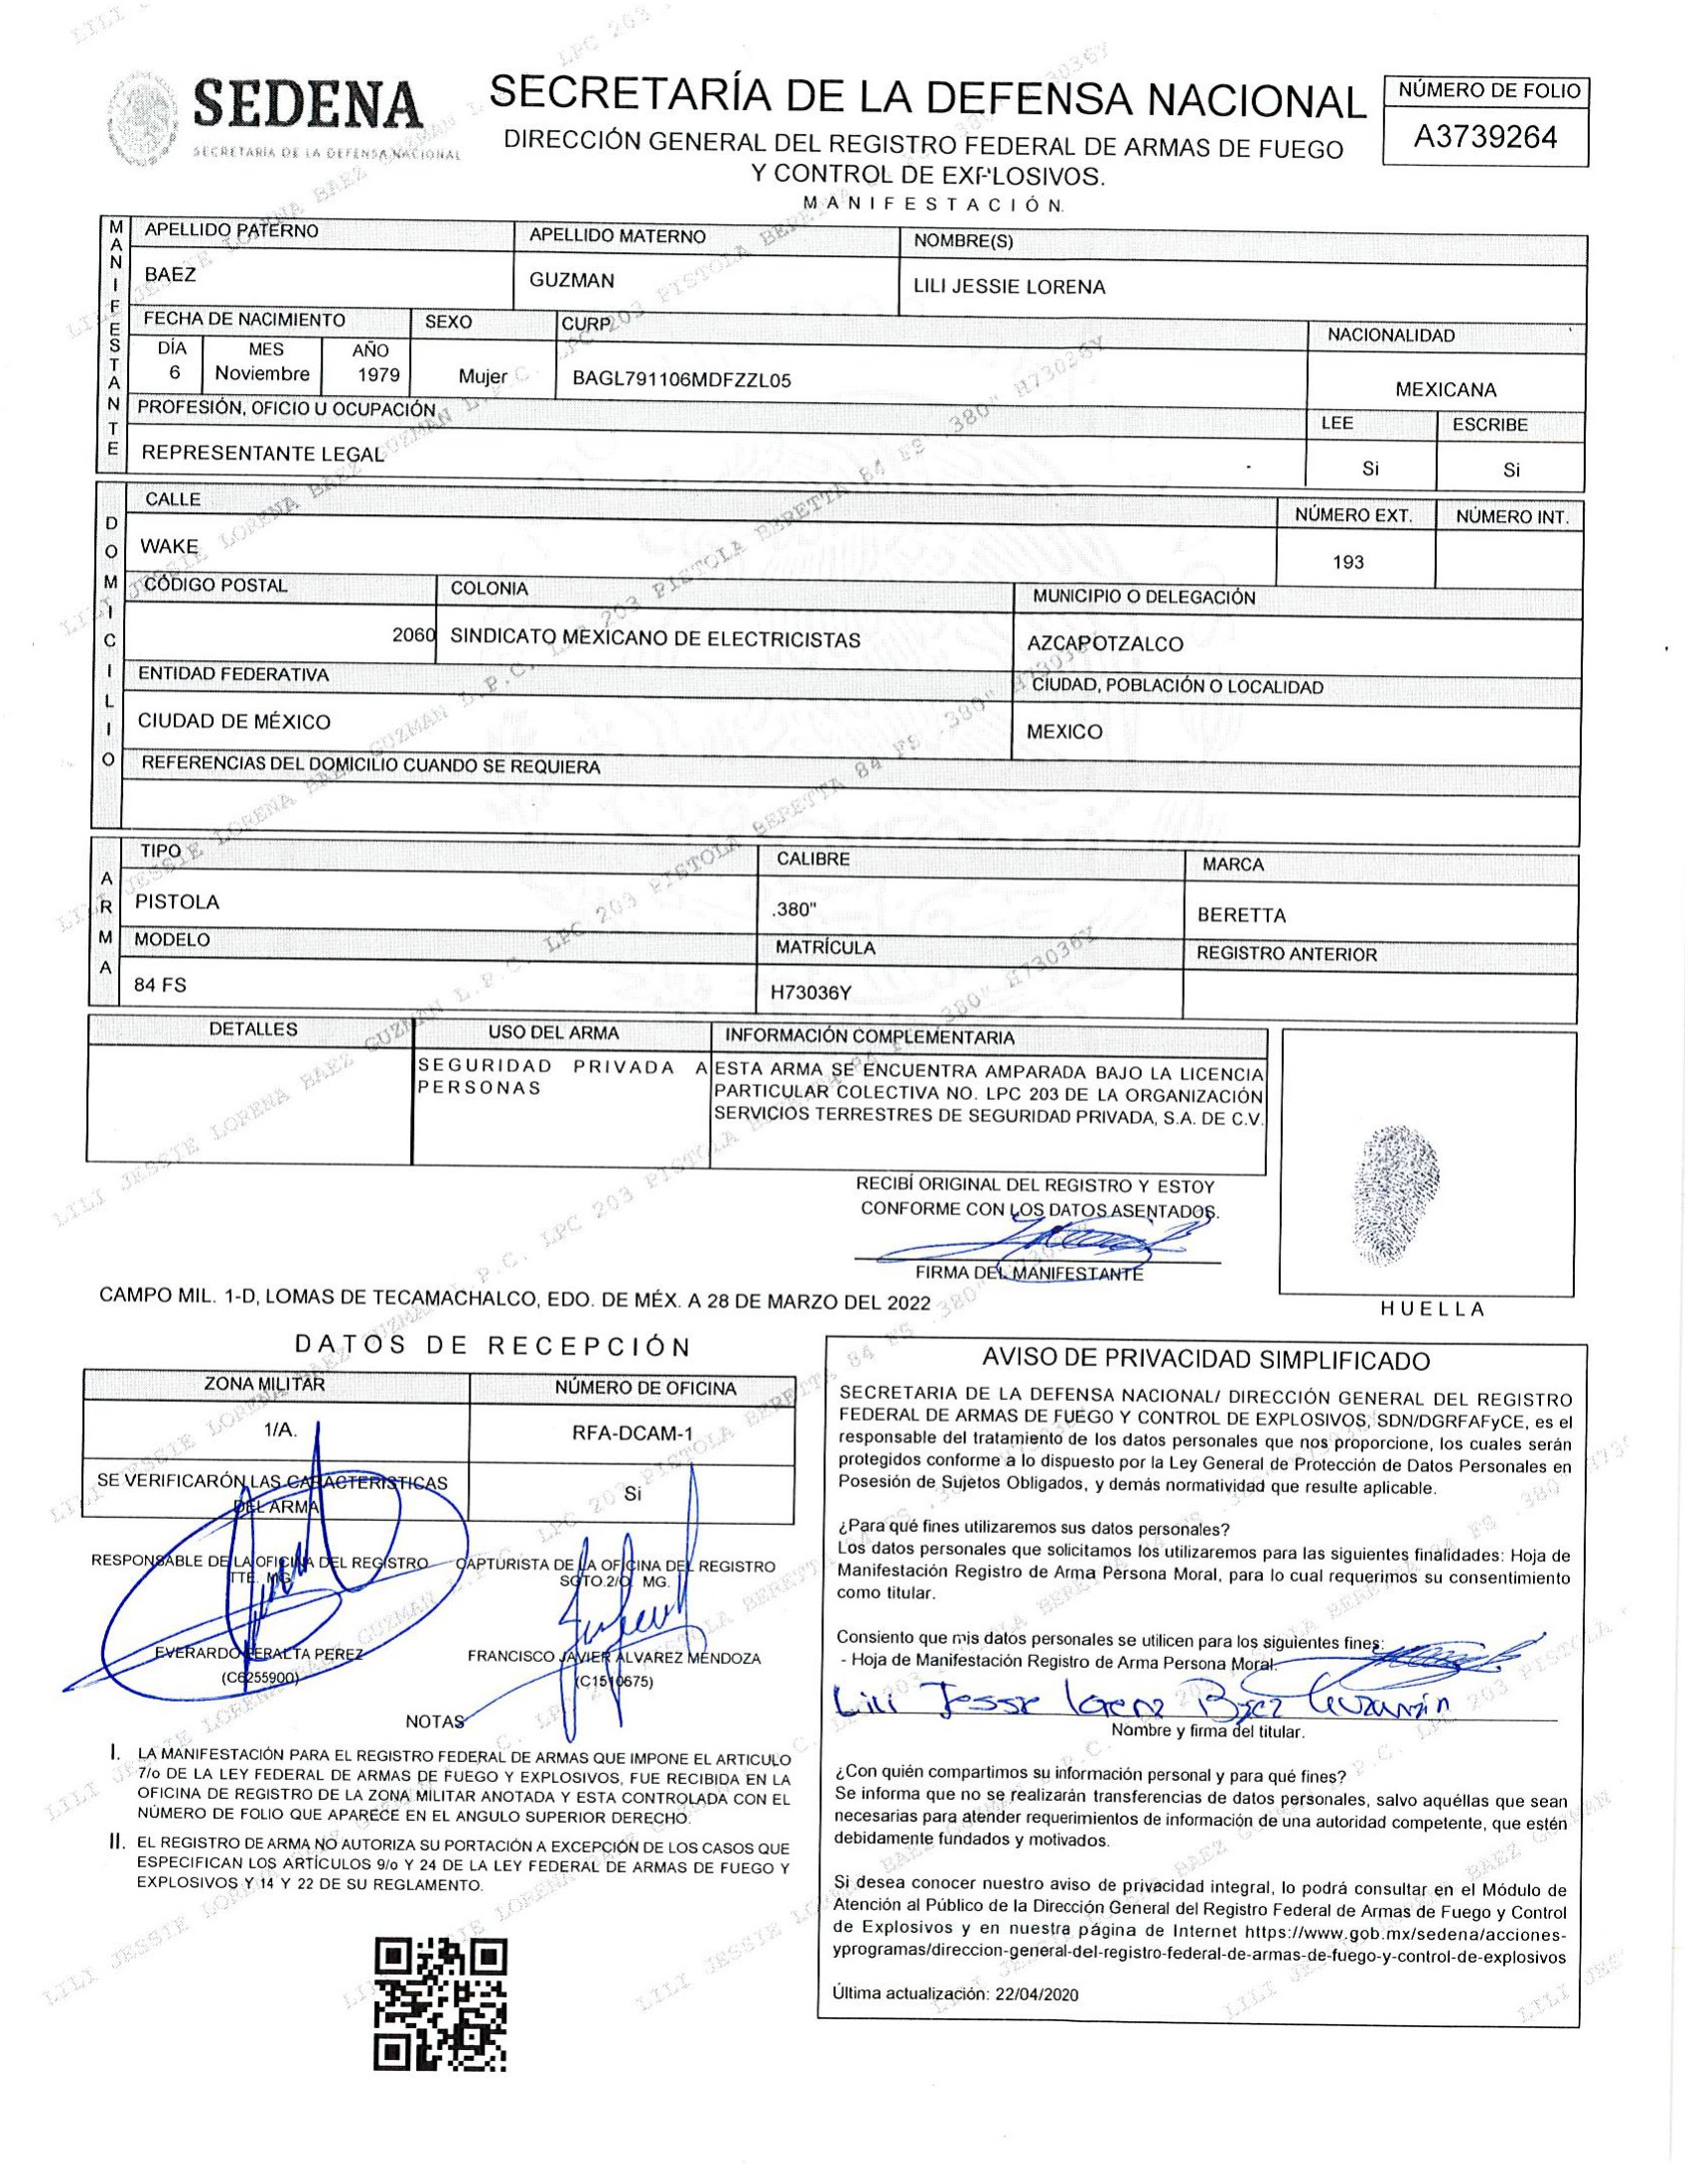 SEDENA
SECRETARÍA DE LA DEFENSA NACIONAL
SECRETARÍA DE LA DEFENSA NACIONAL
DIRECCIÓN GENERAL DEL REGISTRO FEDERAL DE ARMAS DE FUEGO
Y CONTROL DE EXPLOSIVOS.
MANIFESTACIÓN.
NÚMERO DE FOLIO
A3739264
MANIFESTANTE
APELLIDO PATERNO APELLIDO MATERNO NOMBRE(S)
BAEZ GUZMAN LILI JESSIE LORENA
FECHA DE NACIMIENTO SEXO CURP NACIONALIDAD
DÍA MES AÑO
6 Noviembre 1979 Mujer BAGL791106MDFZZL05 MEXICANA
PROFESIÓN, OFICIO U OCUPACIÓN LEE ESCRIBE
REPRESENTANTE LEGAL Si Si
DOMICILIO
CALLE NÚMERO EXT. NÚMERO INT.
WAKE 193
CÓDIGO POSTAL COLONIA MUNICIPIO O DELEGACIÓN
2060 SINDICATO MEXICANO DE ELECTRICISTAS AZCAPOTZALCO
ENTIDAD FEDERATIVA CIUDAD, POBLACIÓN O LOCALIDAD
CIUDAD DE MÉXICO MEXICO
REFERENCIAS DEL DOMICILIO CUANDO SE REQUIERA
ARMA
TIPO CALIBRE MARCA
PISTOLA .380" BERETTA
MODELO MATRÍCULA REGISTRO ANTERIOR
84 FS H73036Y
DETALLES USO DEL ARMA INFORMACIÓN COMPLEMENTARIA
SEGURIDAD PRIVADA A
PERSONAS
ESTA ARMA SE ENCUENTRA AMPARADA BAJO LA LICENCIA
PARTICULAR COLECTIVA NO. LPC 203 DE LA ORGANIZACIÓN
SERVICIOS TERRESTRES DE SEGURIDAD PRIVADA, S.A. DE C.V.
RECIBÍ ORIGINAL DEL REGISTRO Y ESTOY
CONFORME CON LOS DATOS ASENTADOS.
FIRMA DEL MANIFESTANTE
HUELLA
CAMPO MIL. 1-D, LOMAS DE TECAMACHALCO, EDO. DE MÉX. A 28 DE MARZO DEL 2022
DATOS DE RECEPCIÓN
ZONA MILITAR NÚMERO DE OFICINA
1/A. RFA-DCAM-1
SE VERIFICARÓN LAS CARACTERISTICAS
DEL ARMA
Si
RESPONSABLE DE LA OFICINA DEL REGISTRO
TTE. MG
EVERARDO PERALTA PEREZ
(C6255900)
CAPTURISTA DE LA OFICINA DEL REGISTRO
SGTO.2/O. MG.
FRANCISCO JAVIER ALVAREZ MENDOZA
(C1510675)
NOTAS
I. LA MANIFESTACIÓN PARA EL REGISTRO FEDERAL DE ARMAS QUE IMPONE EL ARTICULO
7/o DE LA LEY FEDERAL DE ARMAS DE FUEGO Y EXPLOSIVOS, FUE RECIBIDA EN LA
OFICINA DE REGISTRO DE LA ZONA MILITAR ANOTADA Y ESTA CONTROLADA CON EL
NÚMERO DE FOLIO QUE APARECE EN EL ANGULO SUPERIOR DERECHO.
II. EL REGISTRO DE ARMA NO AUTORIZA SU PORTACIÓN A EXCEPCIÓN DE LOS CASOS QUE
ESPECIFICAN LOS ARTÍCULOS 9/o Y 24 DE LA LEY FEDERAL DE ARMAS DE FUEGO Y
EXPLOSIVOS Y 14 Y 22 DE SU REGLAMENTO.
AVISO DE PRIVACIDAD SIMPLIFICADO
SECRETARIA DE LA DEFENSA NACIONAL/ DIRECCIÓN GENERAL DEL REGISTRO
FEDERAL DE ARMAS DE FUEGO Y CONTROL DE EXPLOSIVOS, SDN/DGRFAFyCE, es el
responsable del tratamiento de los datos personales que nos proporcione, los cuales serán
protegidos conforme a lo dispuesto por la Ley General de Protección de Datos Personales en
Posesión de Sujetos Obligados, y demás normatividad que resulte aplicable.
¿Para qué fines utilizaremos sus datos personales?
Los datos personales que solicitamos los utilizaremos para las siguientes finalidades: Hoja de
Manifestación Registro de Arma Persona Moral, para lo cual requerimos su consentimiento
como titular.
Consiento que mis datos personales se utilicen para los siguientes fines:
- Hoja de Manifestación Registro de Arma Persona Moral.
Lili Jessie Lorena Baez Guzmán
Nombre y firma del titular.
¿Con quién compartimos su información personal y para qué fines?
Se informa que no se realizarán transferencias de datos personales, salvo aquéllas que sean
necesarias para atender requerimientos de información de una autoridad competente, que estén
debidamente fundados y motivados.
Si desea conocer nuestro aviso de privacidad integral, lo podrá consultar en el Módulo de
Atención al Público de la Dirección General del Registro Federal de Armas de Fuego y Control
de Explosivos y en nuestra página de Internet https://www.gob.mx/sedena/acciones-
yprogramas/direccion-general-del-registro-federal-de-armas-de-fuego-y-control-de-explosivos
Última actualización: 22/04/2020
LILI JESSIE LORENA BAEZ GUZMAN L.P.C. LPC 203 PISTOLA BERETTA 84 FS .380" H73036Y